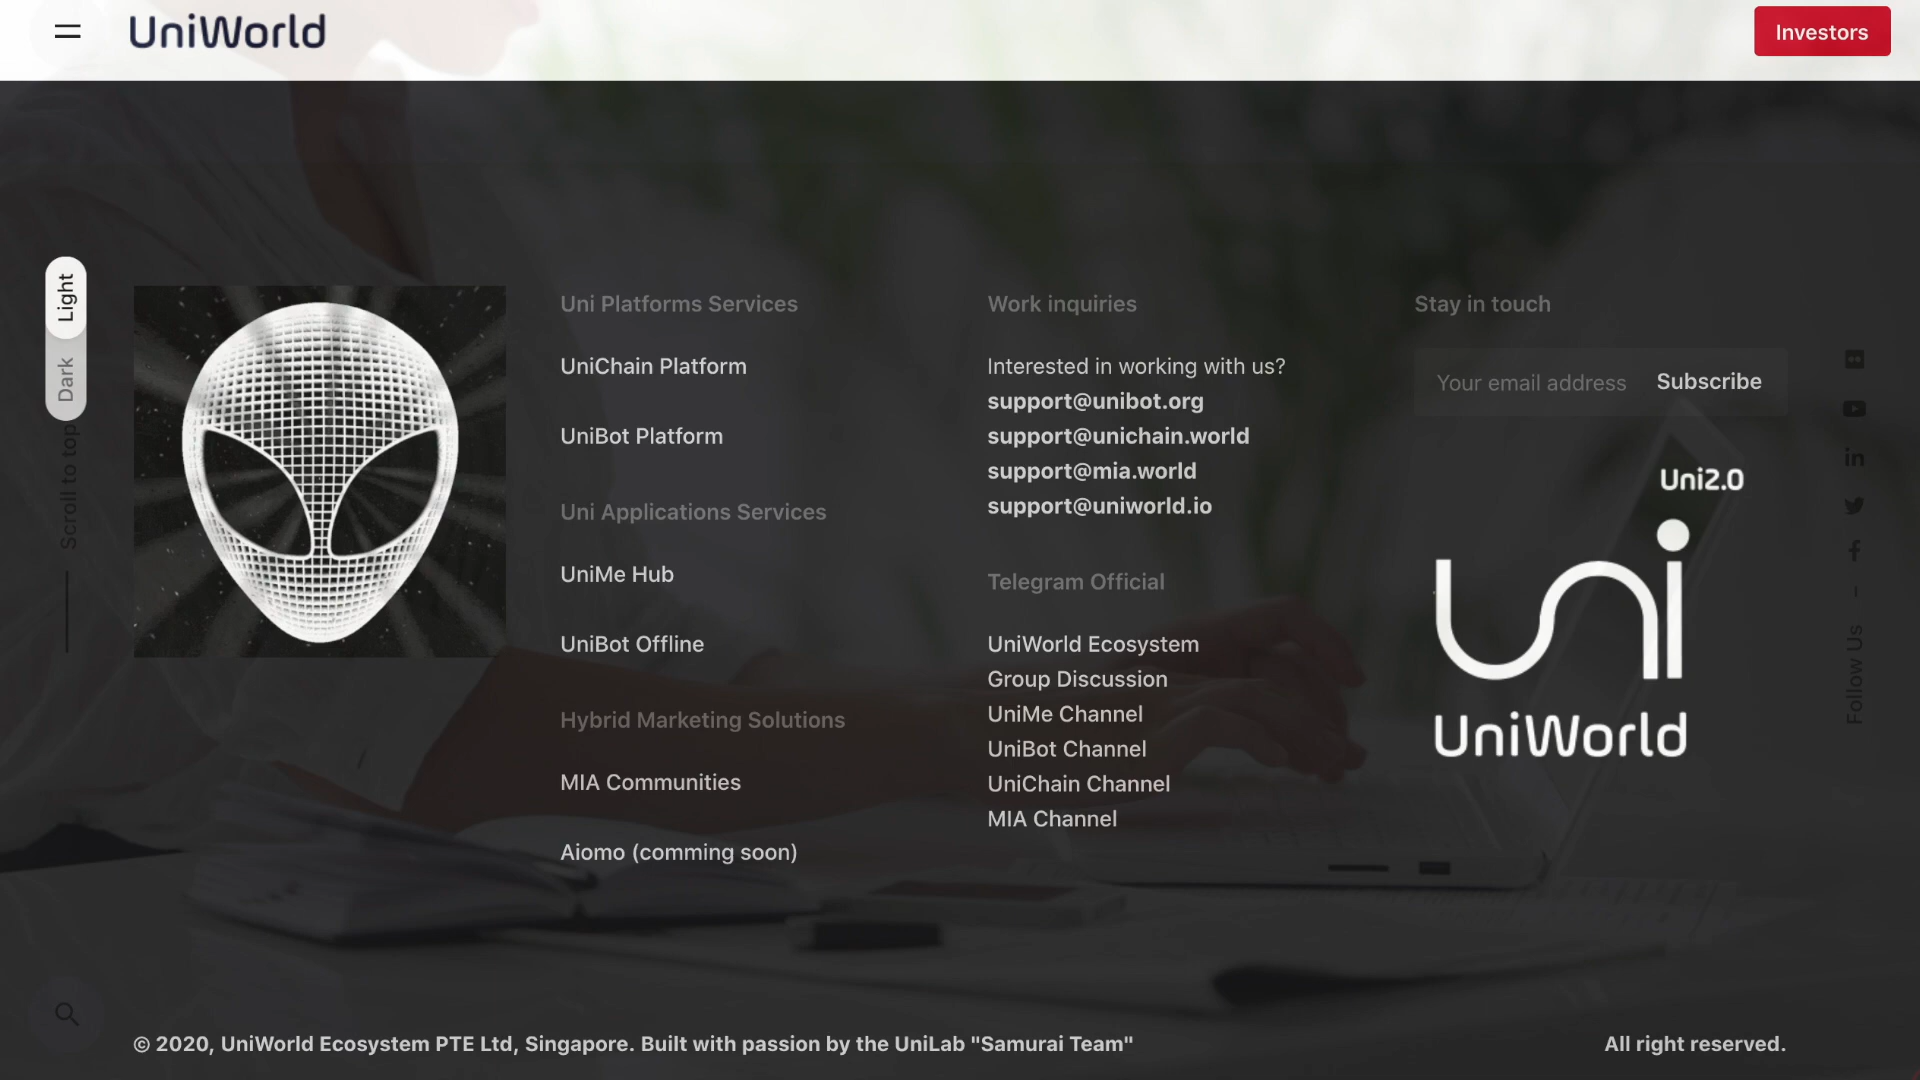 UniWorld
Investors
Light
Dark
Scroll to top
Uni Platforms Services
UniChain Platform
UniBot Platform
Uni Applications Services
UniMe Hub
UniBot Offline
Hybrid Marketing Solutions
MIA Communities
Aiomo (comming soon)
Work inquiries
Interested in working with us?
support@unibot.org
support@unichain.world
support@mia.world
support@uniworld.io
Telegram Official
UniWorld Ecosystem
Group Discussion
UniMe Channel
UniBot Channel
UniChain Channel
MIA Channel
Stay in touch
Your email address
Subscribe
Uni2.0
uni
UniWorld
Follow Us
© 2020, UniWorld Ecosystem PTE Ltd, Singapore. Built with passion by the UniLab "Samurai Team"
All right reserved.